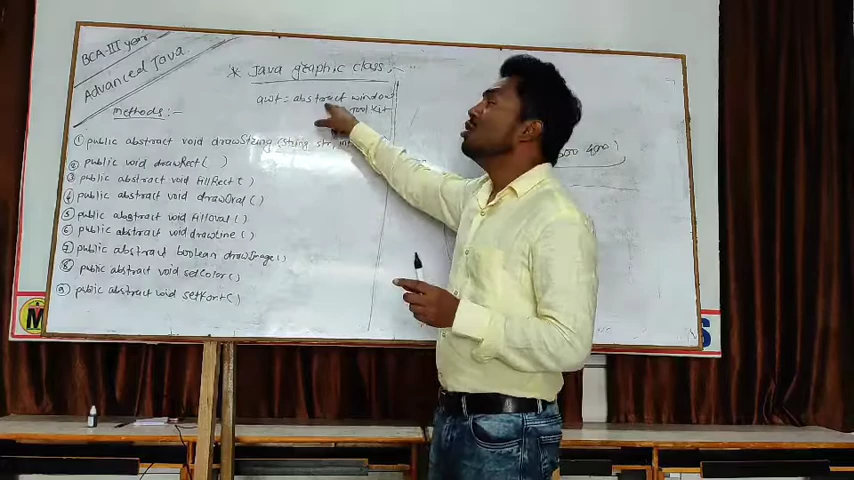 BCA-III year
Advanced Java
* Java graphic class :-
awt = abstract window
Tool Kit
methods :-
① public abstract void drawString (String str, int
② public void drawRect( )
③ public abstract void fillRect ( )
④ public abstract void drawOval ( )
⑤ public abstract void fillOval ( )
⑥ public abstract void drawLine ( )
⑦ public abstract boolean drawImage ( )
⑧ public abstract void setColor ( )
⑨ public abstract void setFont ( )
400)
M
S